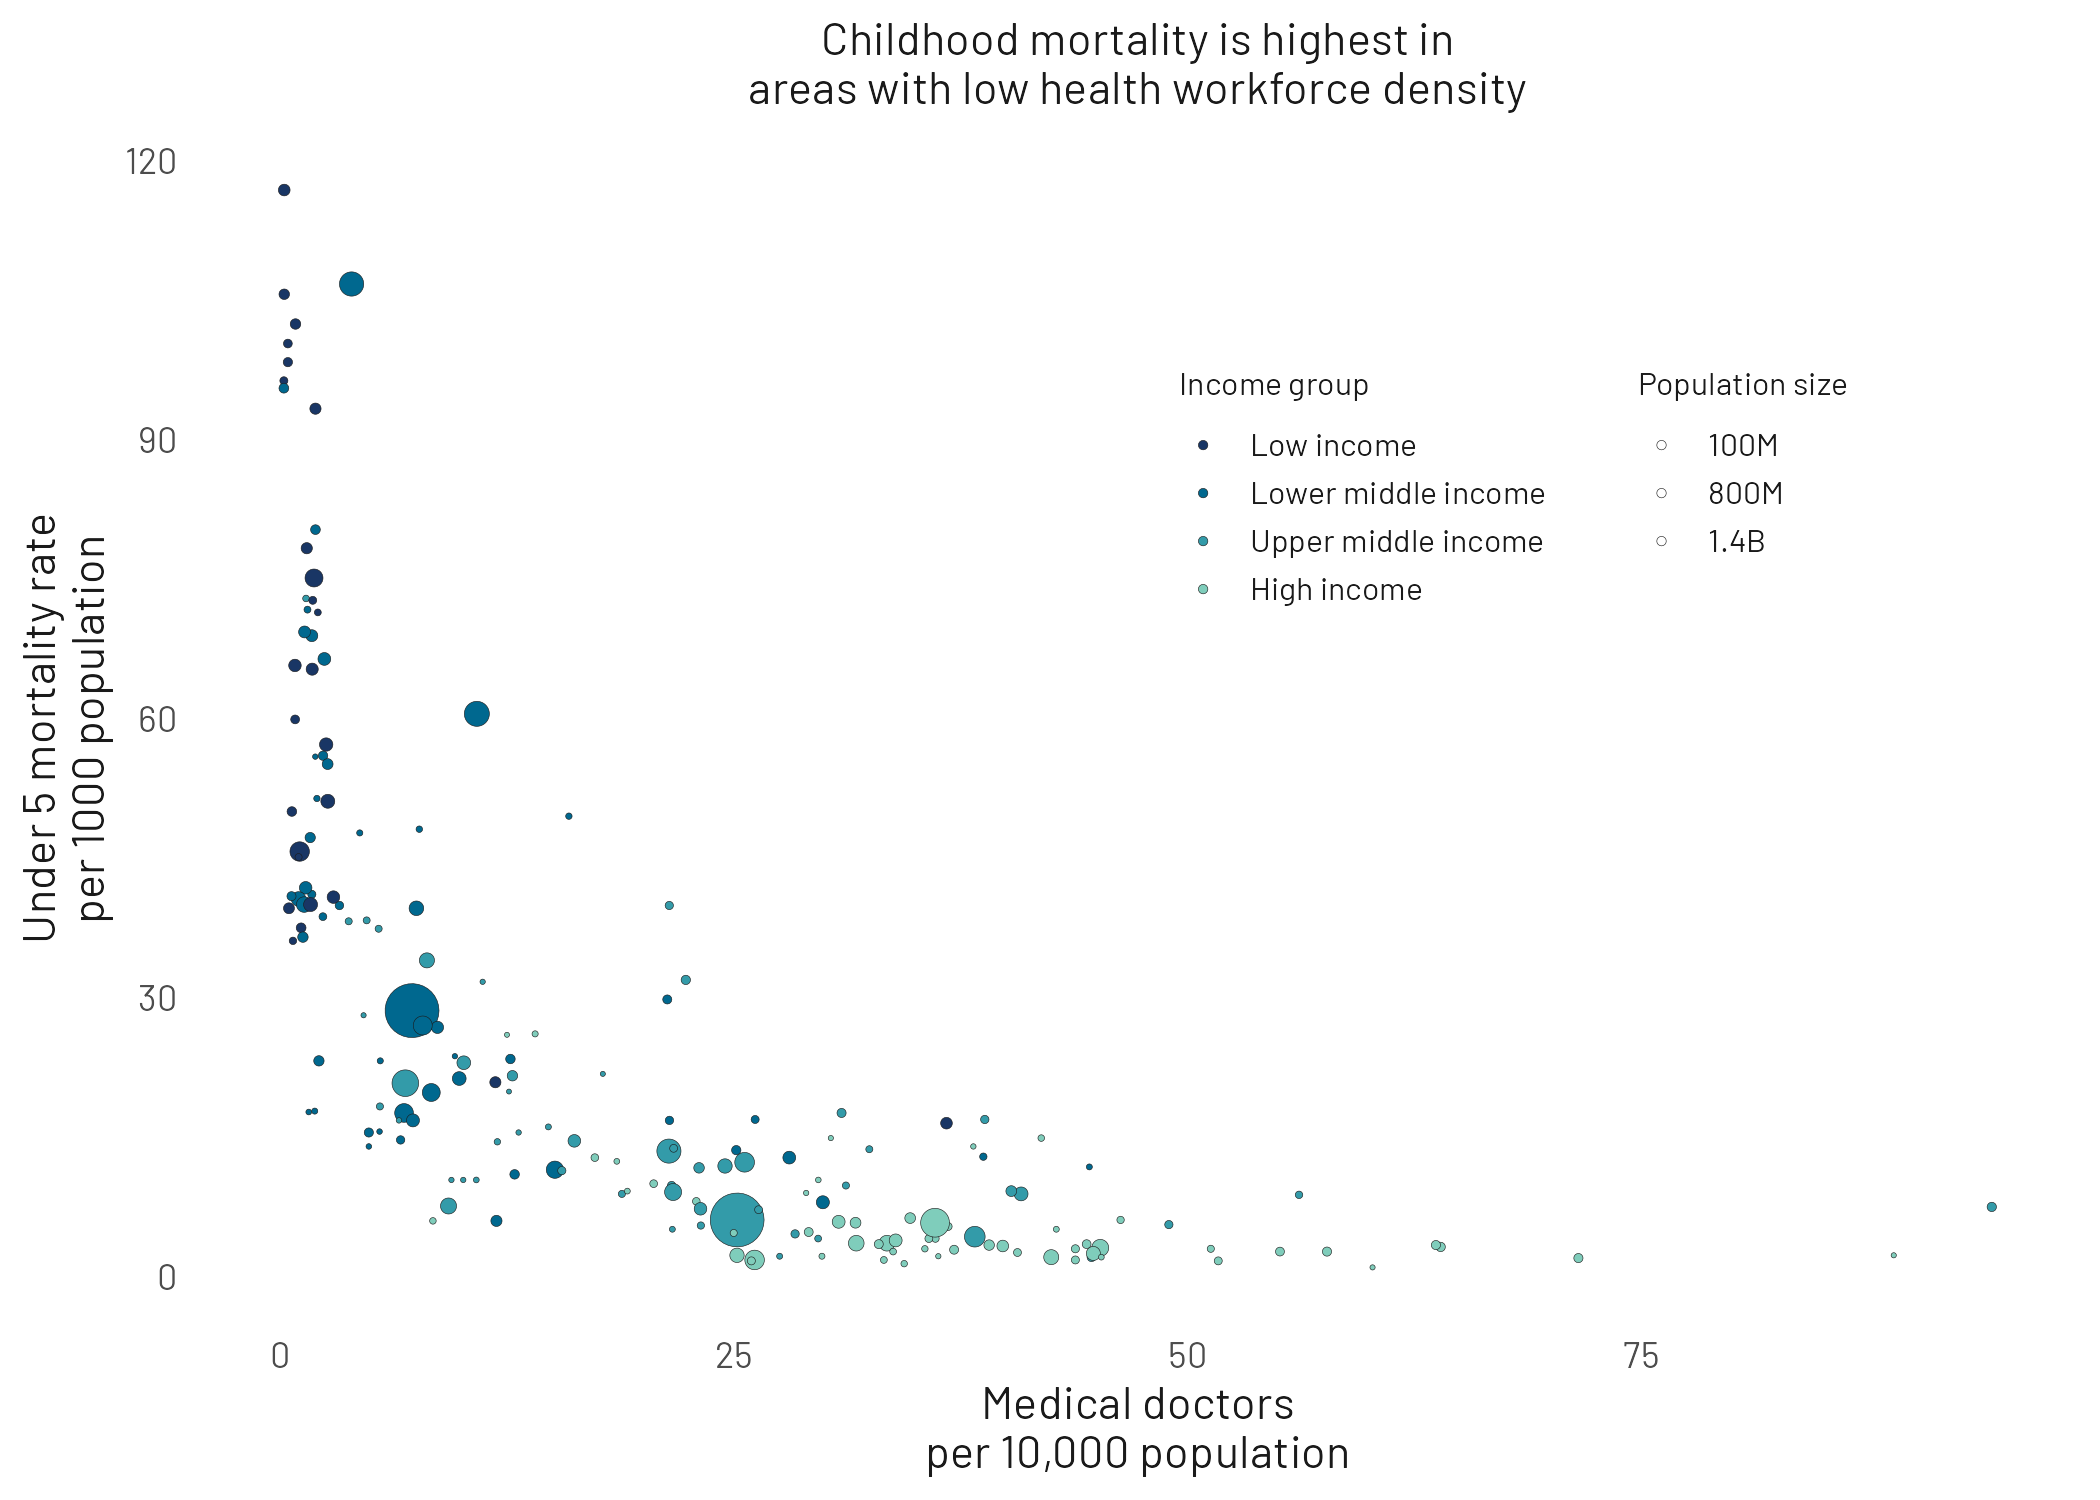 Childhood mortality is highest in
areas with low health workforce density
120
90
60
30
0
Under 5 mortality rate
per 1000 population
Income group
Low income
Lower middle income
Upper middle income
High income
Population size
100M
800M
1.4B
0
25
50
75
Medical doctors
per 10,000 population